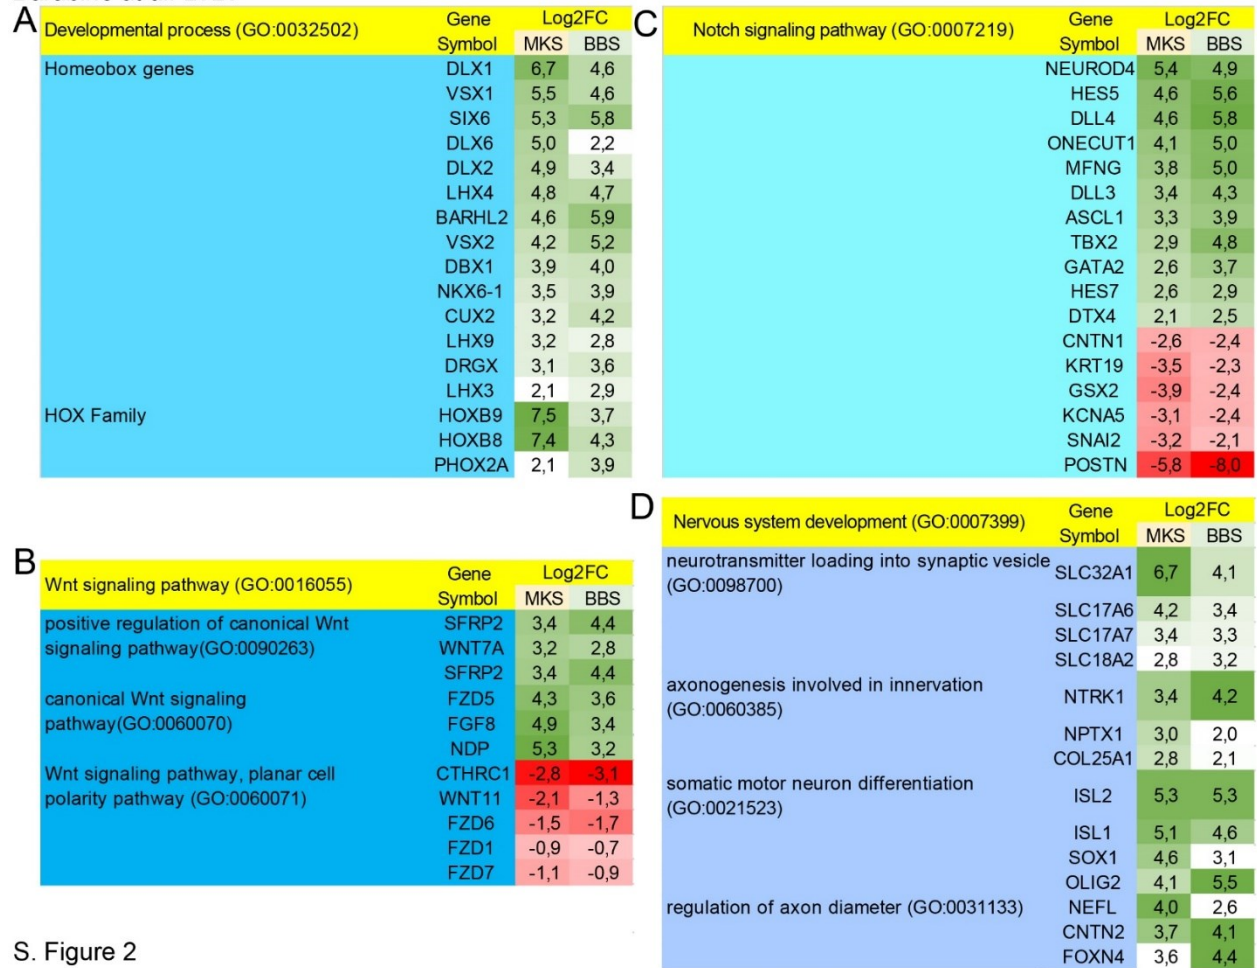 A
Developmental process (GO:0032502) Gene Symbol Log2FC MKS BBS
Homeobox genes DLX1 6,7 4,6
VSX1 5,5 4,6
SIX6 5,3 5,8
DLX6 5,0 2,2
DLX2 4,9 3,4
LHX4 4,8 4,7
BARHL2 4,6 5,9
VSX2 4,2 5,2
DBX1 3,9 4,0
NKX6-1 3,5 3,9
CUX2 3,2 4,2
LHX9 3,2 2,8
DRGX 3,1 3,6
LHX3 2,1 2,9
HOX Family HOXB9 7,5 3,7
HOXB8 7,4 4,3
PHOX2A 2,1 3,9
B
Wnt signaling pathway (GO:0016055) Gene Symbol Log2FC MKS BBS
positive regulation of canonical Wnt SFRP2 3,4 4,4
signaling pathway(GO:0090263) WNT7A 3,2 2,8
SFRP2 3,4 4,4
canonical Wnt signaling FZD5 4,3 3,6
pathway(GO:0060070) FGF8 4,9 3,4
NDP 5,3 3,2
Wnt signaling pathway, planar cell CTHRC1 -2,8 -3,1
polarity pathway (GO:0060071) WNT11 -2,1 -1,3
FZD6 -1,5 -1,7
FZD1 -0,9 -0,7
FZD7 -1,1 -0,9
C
Notch signaling pathway (GO:0007219) Gene Symbol Log2FC MKS BBS
NEUROD4 5,4 4,9
HES5 4,6 5,6
DLL4 4,6 5,8
ONECUT1 4,1 5,0
MFNG 3,8 5,0
DLL3 3,4 4,3
ASCL1 3,3 3,9
TBX2 2,9 4,8
GATA2 2,6 3,7
HES7 2,6 2,9
DTX4 2,1 2,5
CNTN1 -2,6 -2,4
KRT19 -3,5 -2,3
GSX2 -3,9 -2,4
KCNA5 -3,1 -2,4
SNAI2 -3,2 -2,1
POSTN -5,8 -8,0
D
Nervous system development (GO:0007399) Gene Symbol Log2FC MKS BBS
neurotransmitter loading into synaptic vesicle
(GO:0098700) SLC32A1 6,7 4,1
SLC17A6 4,2 3,4
SLC17A7 3,4 3,3
SLC18A2 2,8 3,2
axonogenesis involved in innervation
(GO:0060385) NTRK1 3,4 4,2
NPTX1 3,0 2,0
COL25A1 2,8 2,1
somatic motor neuron differentiation
(GO:0021523) ISL2 5,3 5,3
ISL1 5,1 4,6
SOX1 4,6 3,1
OLIG2 4,1 5,5
regulation of axon diameter (GO:0031133) NEFL 4,0 2,6
CNTN2 3,7 4,1
FOXN4 3,6 4,4
S. Figure 2